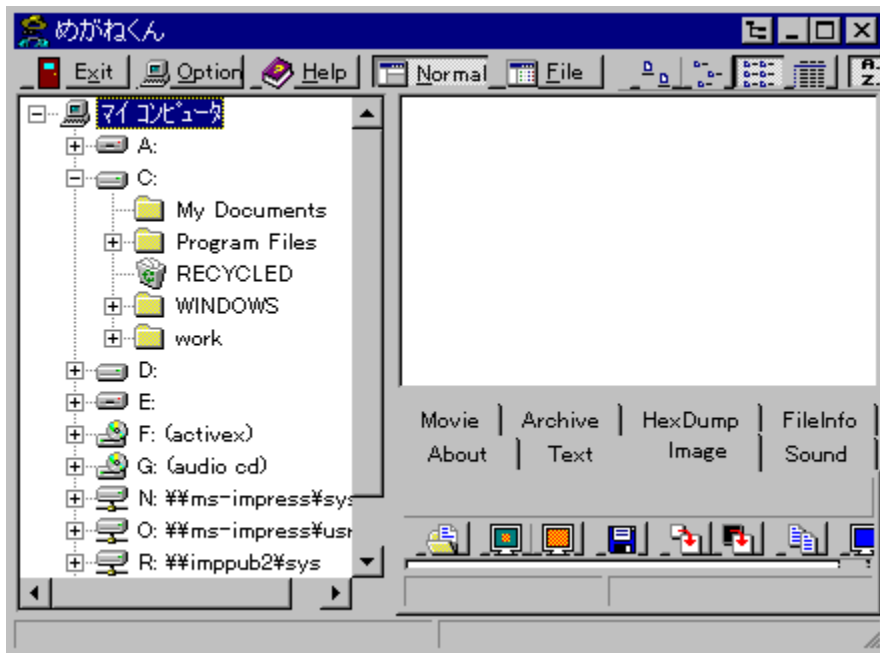 めがねくん
Exit Option Help Normal File
マイ コンピュータ
A:
C:
My Documents
Program Files
RECYCLED
WINDOWS
work
D:
E:
F: (activex)
G: (audio cd)
N: ¥¥ms-impress¥sys
O: ¥¥ms-impress¥usr
R: ¥¥imppub2¥sys
Movie Archive HexDump FileInfo
About Text Image Sound